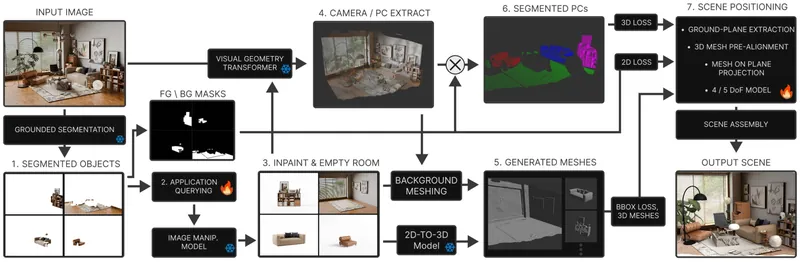 INPUT IMAGE
GROUNDED SEGMENTATION
1. SEGMENTED OBJECTS
FG \ BG MASKS
2. APPLICATION
QUERYING
IMAGE MANIP.
MODEL
VISUAL GEOMETRY
TRANSFORMER
3. INPAINT & EMPTY ROOM
4. CAMERA / PC EXTRACT
BACKGROUND
MESHING
2D-TO-3D
Model
6. SEGMENTED PCs
5. GENERATED MESHES
3D LOSS
2D LOSS
BBOX LOSS,
3D MESHES
7. SCENE POSITIONING
• GROUND-PLANE EXTRACTION
• 3D MESH PRE-ALIGNMENT
• MESH ON PLANE
PROJECTION
• 4 / 5 DoF MODEL
SCENE ASSEMBLY
OUTPUT SCENE